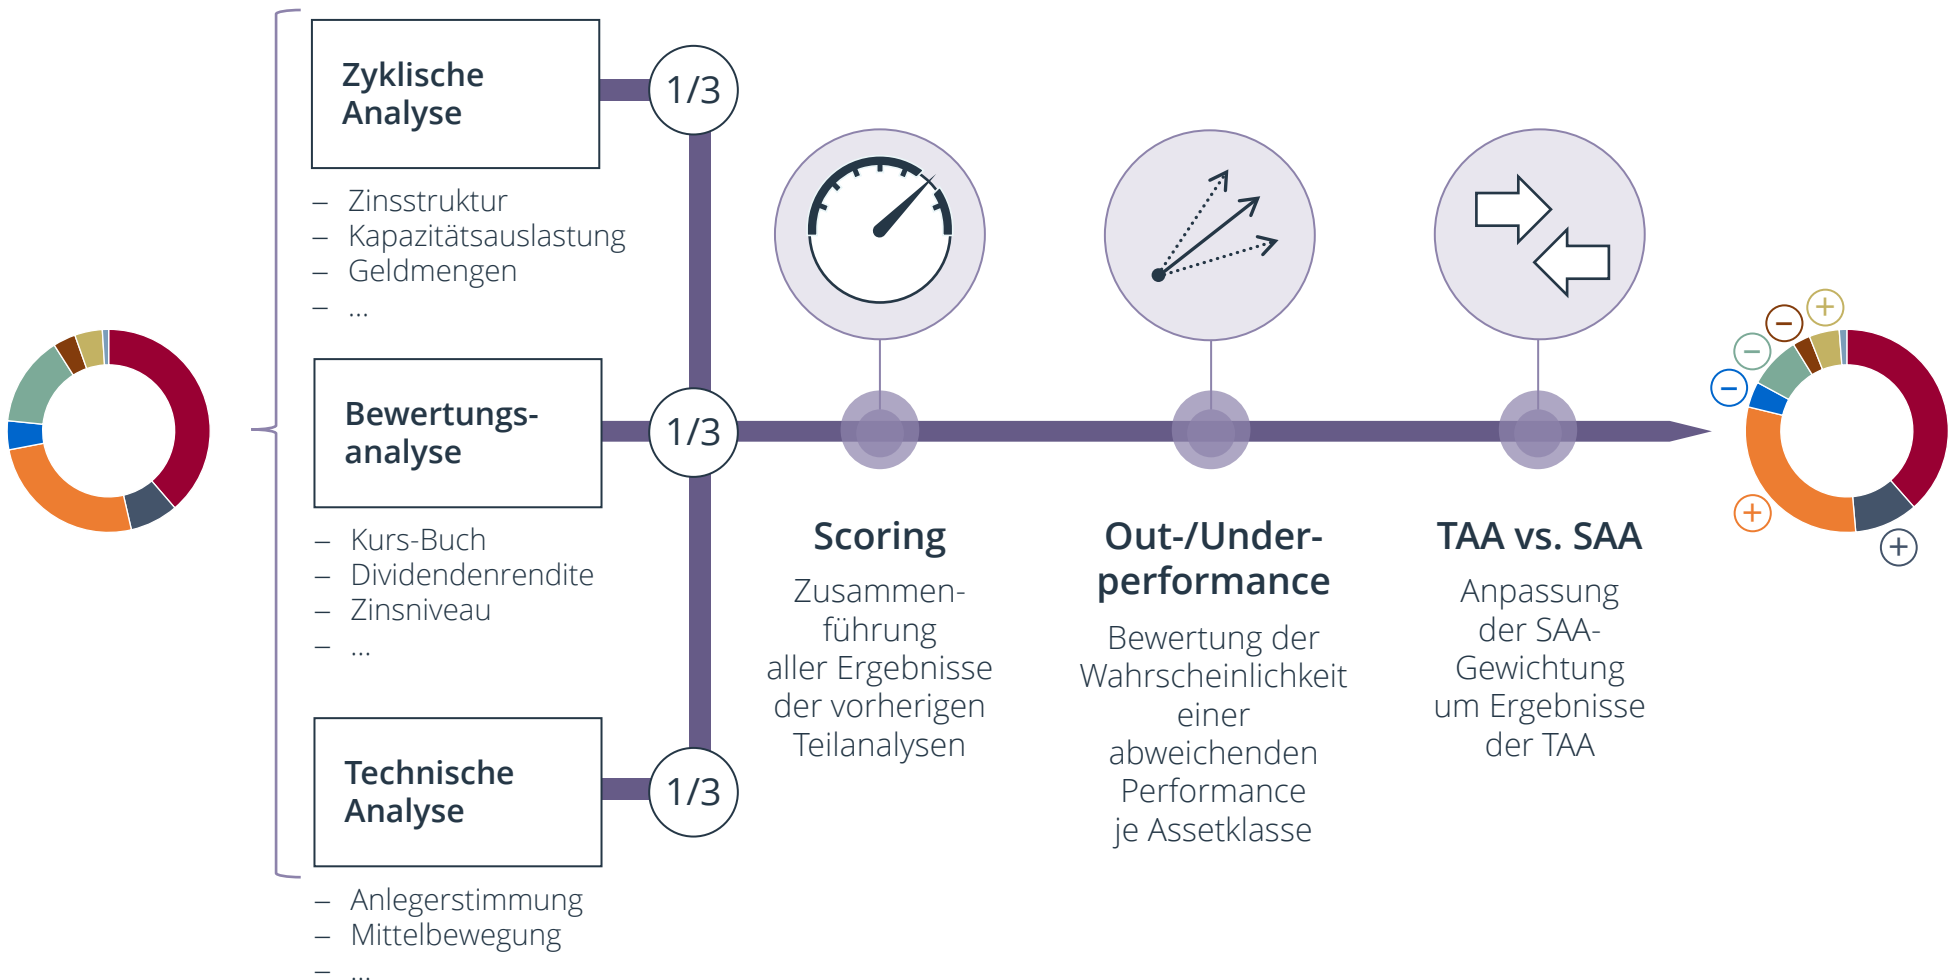 Zyklische
Analyse
1/3
– Zinsstruktur
– Kapazitätsauslastung
– Geldmengen
– ...
Bewertungs-
analyse
1/3
– Kurs-Buch
– Dividendenrendite
– Zinsniveau
– ...
Technische
Analyse
1/3
– Anlegerstimmung
– Mittelbewegung
– ...
Scoring
Zusammen-
führung
aller Ergebnisse
der vorherigen
Teilanalysen
Out-/Under-
performance
Bewertung der
Wahrscheinlichkeit
einer
abweichenden
Performance
je Assetklasse
TAA vs. SAA
Anpassung
der SAA-
Gewichtung
um Ergebnisse
der TAA